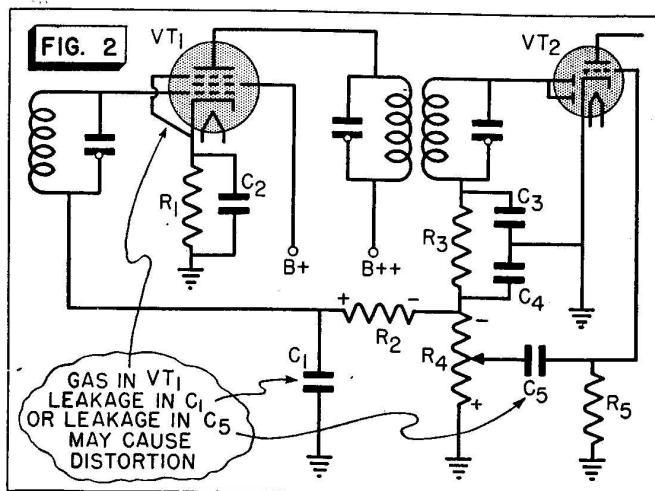 FIG. 2
VT1
VT2
R1
C2
B+
B++
C3
R3
C4
+
-
R2
C1
-
R4
+
C5
R5
GAS IN VT1
LEAKAGE IN C1
OR LEAKAGE IN C5
MAY CAUSE
DISTORTION